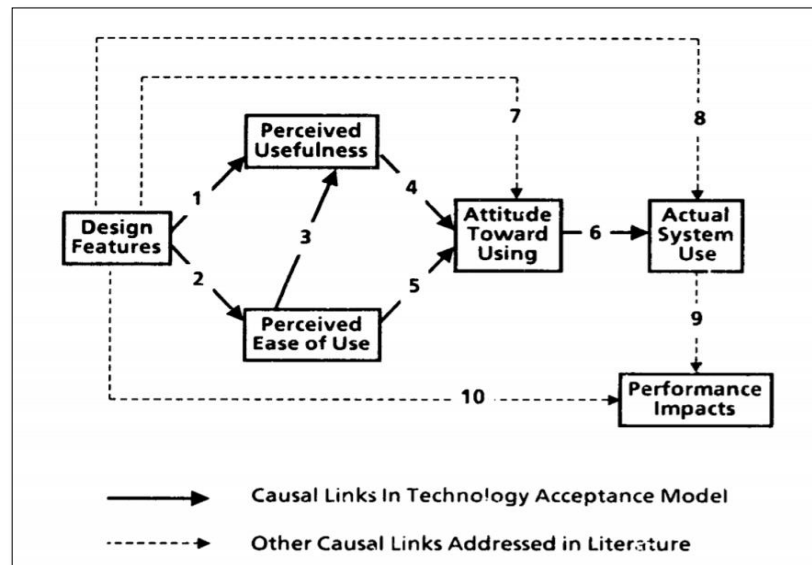 7
8
Perceived
Usefulness
1
4
Design
Features
3
Attitude
Toward
Using
6
Actual
System
Use
2
5
Perceived
Ease of Use
9
10
Performance
Impacts
Causal Links In Technology Acceptance Model
Other Causal Links Addressed in Literature